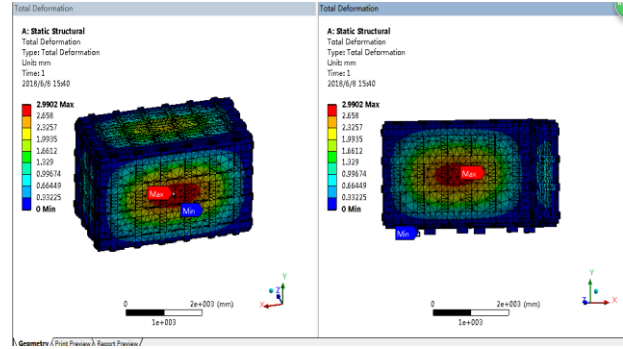 Total Deformation
A: Static Structural
Total Deformation
Type: Total Deformation
Unit: mm
Time: 1
2018/6/8 15:40
2.9902 Max
2.658
2.3257
1.9935
1.6612
1.329
0.99674
0.66449
0.33225
0 Min
Max
Min
0
2e+003 (mm)
1e+003
Y
Z
X
Total Deformation
A: Static Structural
Total Deformation
Type: Total Deformation
Unit: mm
Time: 1
2018/6/8 15:40
2.9902 Max
2.658
2.3257
1.9935
1.6612
1.329
0.99674
0.66449
0.33225
0 Min
Max
Min
0
2e+003 (mm)
1e+003
Y
Z
X
Geometry / Print Preview / Report Preview /